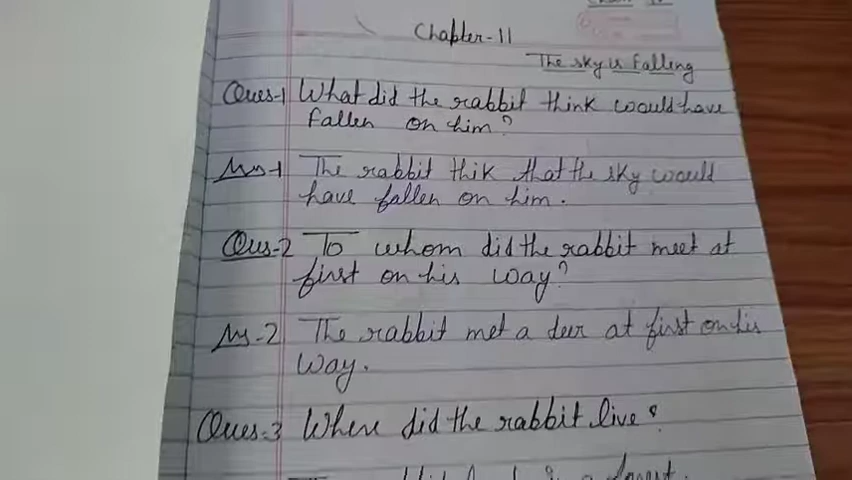 Chapter-11
The sky is Falling
Ques-1 What did the rabbit think would have
fallen on him?
Ans-1 The rabbit thik that the sky would
have fallen on him.
Ques-2 To whom did the rabbit meet at
first on his way?
Ans-2 The rabbit met a deer at first on his
way.
Ques-3 Where did the rabbit live?
in a forest.